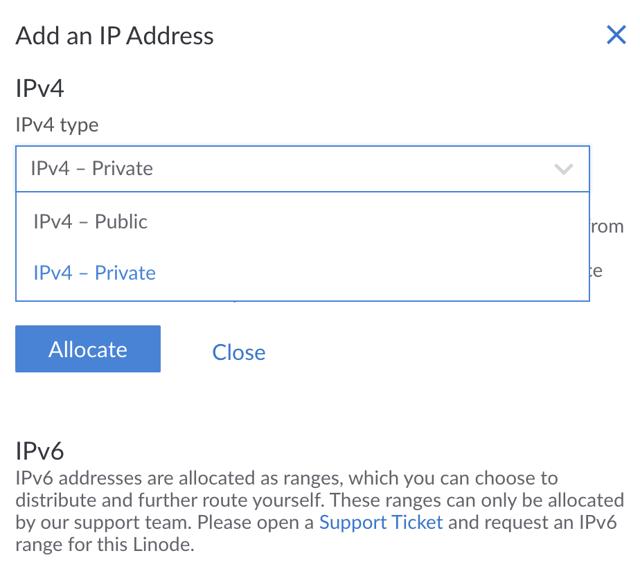 Add an IP Address
IPv4
IPv4 type
IPv4 – Private
IPv4 – Public
IPv4 – Private
Allocate
Close
IPv6
IPv6 addresses are allocated as ranges, which you can choose to
distribute and further route yourself. These ranges can only be allocated
by our support team. Please open a Support Ticket and request an IPv6
range for this Linode.